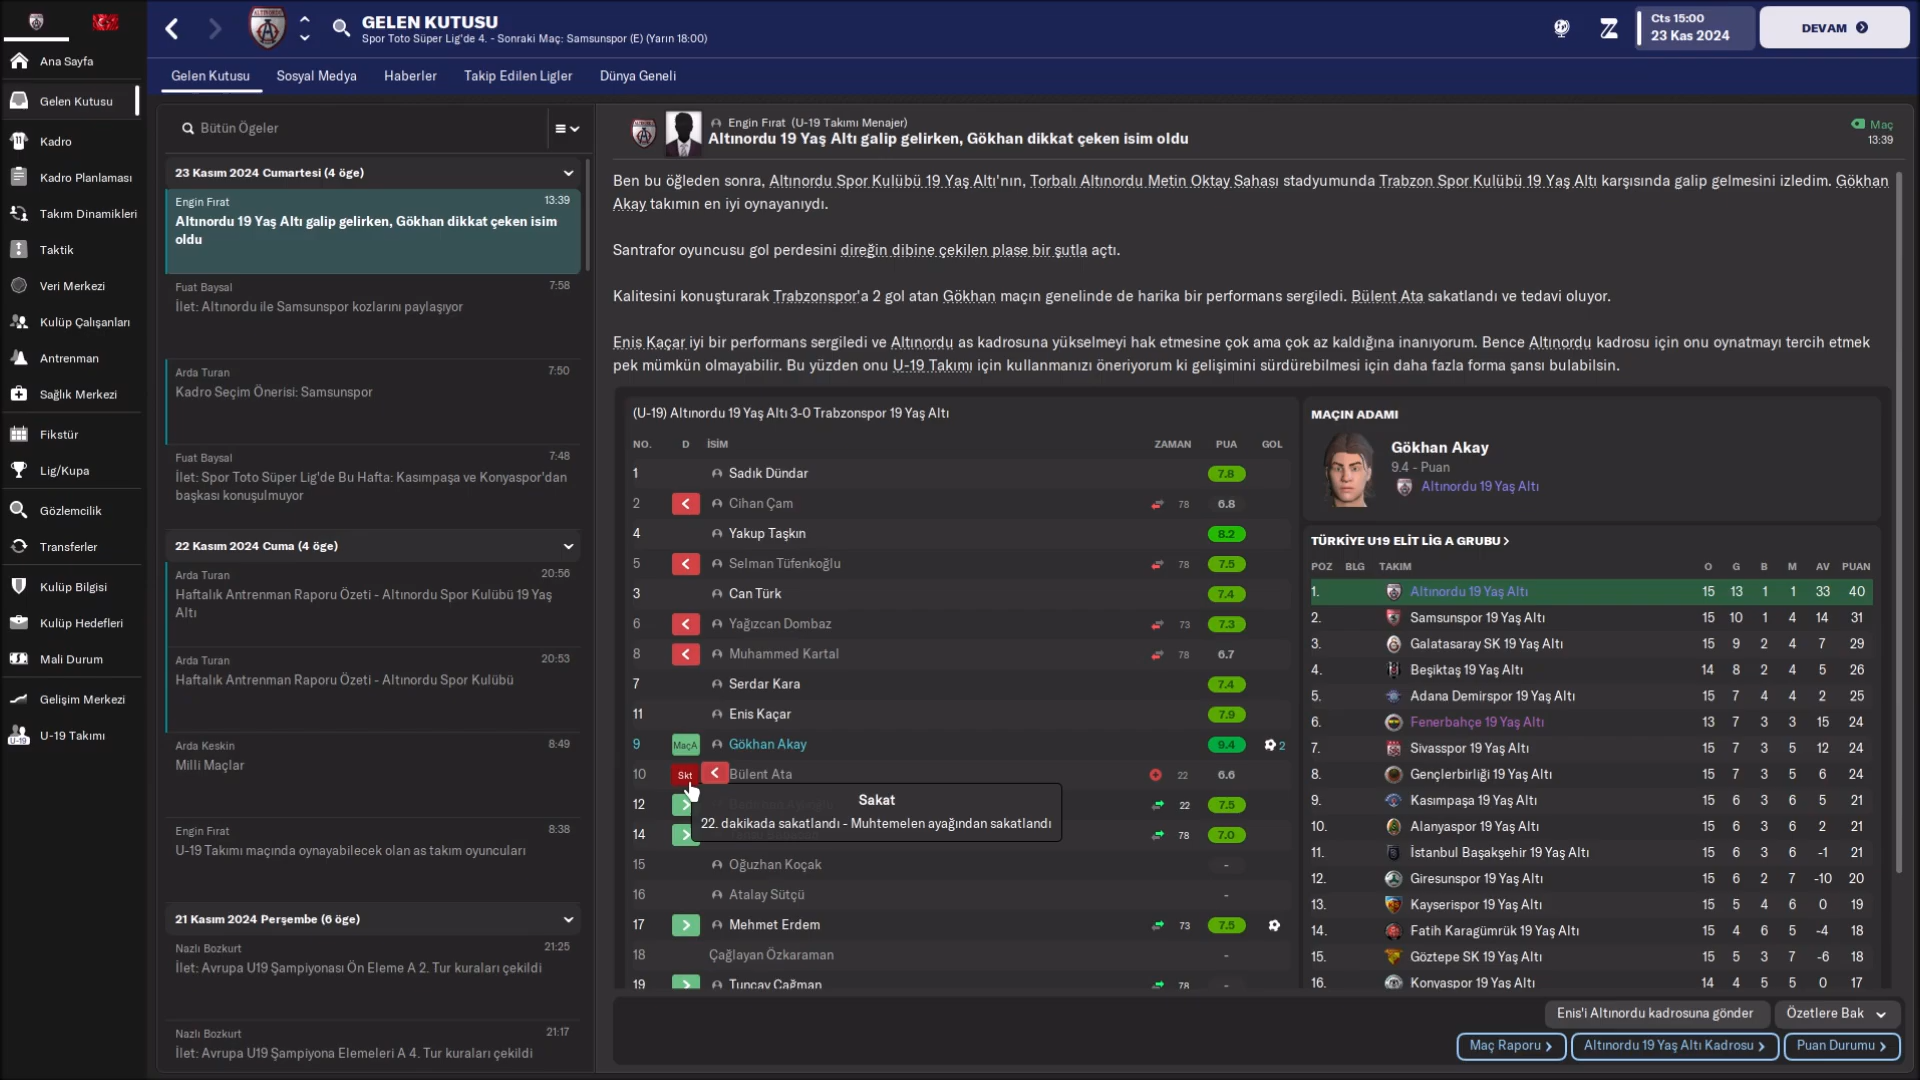 GELEN KUTUSU
Spor Toto Süper Lig'de 4. - Sonraki Maç: Samsunspor (E) (Yarın 18:00)
Cts 15:00
23 Kas 2024
DEVAM
Gelen Kutusu
Sosyal Medya
Haberler
Takip Edilen Ligler
Dünya Geneli
Ana Sayfa
Gelen Kutusu
Kadro
Kadro Planlaması
Takım Dinamikleri
Taktik
Veri Merkezi
Kulüp Çalışanları
Antrenman
Sağlık Merkezi
Fikstür
Lig/Kupa
Gözlemcilik
Transferler
Kulüp Bilgisi
Kulüp Hedefleri
Mali Durum
Gelişim Merkezi
U-19 Takımı
Bütün Ögeler
23 Kasım 2024 Cumartesi (4 öge)
Engin Fırat 13:39
Altınordu 19 Yaş Altı galip gelirken, Gökhan dikkat çeken isim
oldu
Fuat Baysal 7:58
İlet: Altınordu ile Samsunspor kozlarını paylaşıyor
Arda Turan 7:50
Kadro Seçim Önerisi: Samsunspor
Fuat Baysal 7:48
İlet: Spor Toto Süper Lig'de Bu Hafta: Kasımpaşa ve Konyaspor'dan
başkası konuşulmuyor
22 Kasım 2024 Cuma (4 öge)
Arda Turan 20:56
Haftalık Antrenman Raporu Özeti - Altınordu Spor Kulübü 19 Yaş
Altı
Arda Turan 20:53
Haftalık Antrenman Raporu Özeti - Altınordu Spor Kulübü
Arda Keskin 8:49
Milli Maçlar
Engin Fırat 8:38
U-19 Takımı maçında oynayabilecek olan as takım oyuncuları
21 Kasım 2024 Perşembe (6 öge)
Nazlı Bozkurt 21:25
İlet: Avrupa U19 Şampiyonası Ön Eleme A 2. Tur kuraları çekildi
Nazlı Bozkurt 21:17
İlet: Avrupa U19 Şampiyona Elemeleri A 4. Tur kuraları çekildi
Engin Fırat (U-19 Takımı Menajer)
Altınordu 19 Yaş Altı galip gelirken, Gökhan dikkat çeken isim oldu
Maç
13:39
Ben bu öğleden sonra, Altınordu Spor Kulübü 19 Yaş Altı'nın, Torbalı Altınordu Metin Oktay Sahası stadyumunda Trabzon Spor Kulübü 19 Yaş Altı karşısında galip gelmesini izledim. Gökhan
Akay takımın en iyi oynayanıydı.
Santrafor oyuncusu gol perdesini direğin dibine çekilen plase bir şutla açtı.
Kalitesini konuşturarak Trabzonspor'a 2 gol atan Gökhan maçın genelinde de harika bir performans sergiledi. Bülent Ata sakatlandı ve tedavi oluyor.
Enis Kaçar iyi bir performans sergiledi ve Altınordu as kadrosuna yükselmeyi hak etmesine çok ama çok az kaldığına inanıyorum. Bence Altınordu kadrosu için onu oynatmayı tercih etmek
pek mümkün olmayabilir. Bu yüzden onu U-19 Takımı için kullanmanızı öneriyorum ki gelişimini sürdürebilmesi için daha fazla forma şansı bulabilsin.
(U-19) Altınordu 19 Yaş Altı 3-0 Trabzonspor 19 Yaş Altı
NO. D İSİM ZAMAN PUA GOL
1 Sadık Dündar 7.8
2 Cihan Çam 78 6.8
4 Yakup Taşkın 8.2
5 Selman Tüfenkoğlu 78 7.5
3 Can Türk 7.4
6 Yağızcan Dombaz 73 7.3
8 Muhammed Kartal 78 6.7
7 Serdar Kara 7.4
11 Enis Kaçar 7.9
9 MaçA Gökhan Akay 9.4 2
10 Skt Bülent Ata 22 6.6
12 22 7.5
14 78 7.0
15 Oğuzhan Koçak -
16 Atalay Sütçü -
17 Mehmet Erdem 73 7.5
18 Çağlayan Özkaraman -
19 Tuncay Çağman 78
Sakat
22. dakikada sakatlandı - Muhtemelen ayağından sakatlandı
MAÇIN ADAMI
Gökhan Akay
9.4 - Puan
Altınordu 19 Yaş Altı
TÜRKİYE U19 ELİT LİG A GRUBU
POZ BLG TAKIM O G B M AV PUAN
1. Altınordu 19 Yaş Altı 15 13 1 1 33 40
2. Samsunspor 19 Yaş Altı 15 10 1 4 14 31
3. Galatasaray SK 19 Yaş Altı 15 9 2 4 7 29
4. Beşiktaş 19 Yaş Altı 14 8 2 4 5 26
5. Adana Demirspor 19 Yaş Altı 15 7 4 4 2 25
6. Fenerbahçe 19 Yaş Altı 13 7 3 3 15 24
7. Sivasspor 19 Yaş Altı 15 7 3 5 12 24
8. Gençlerbirliği 19 Yaş Altı 15 7 3 5 6 24
9. Kasımpaşa 19 Yaş Altı 15 6 3 6 5 21
10. Alanyaspor 19 Yaş Altı 15 6 3 6 2 21
11. İstanbul Başakşehir 19 Yaş Altı 15 6 3 6 -1 21
12. Giresunspor 19 Yaş Altı 15 6 2 7 -10 20
13. Kayserispor 19 Yaş Altı 15 5 4 6 0 19
14. Fatih Karagümrük 19 Yaş Altı 15 4 6 5 -4 18
15. Göztepe SK 19 Yaş Altı 15 5 3 7 -6 18
16. Konyaspor 19 Yaş Altı 14 4 5 5 0 17
Enis'i Altınordu kadrosuna gönder
Özetlere Bak
Maç Raporu
Altınordu 19 Yaş Altı Kadrosu
Puan Durumu